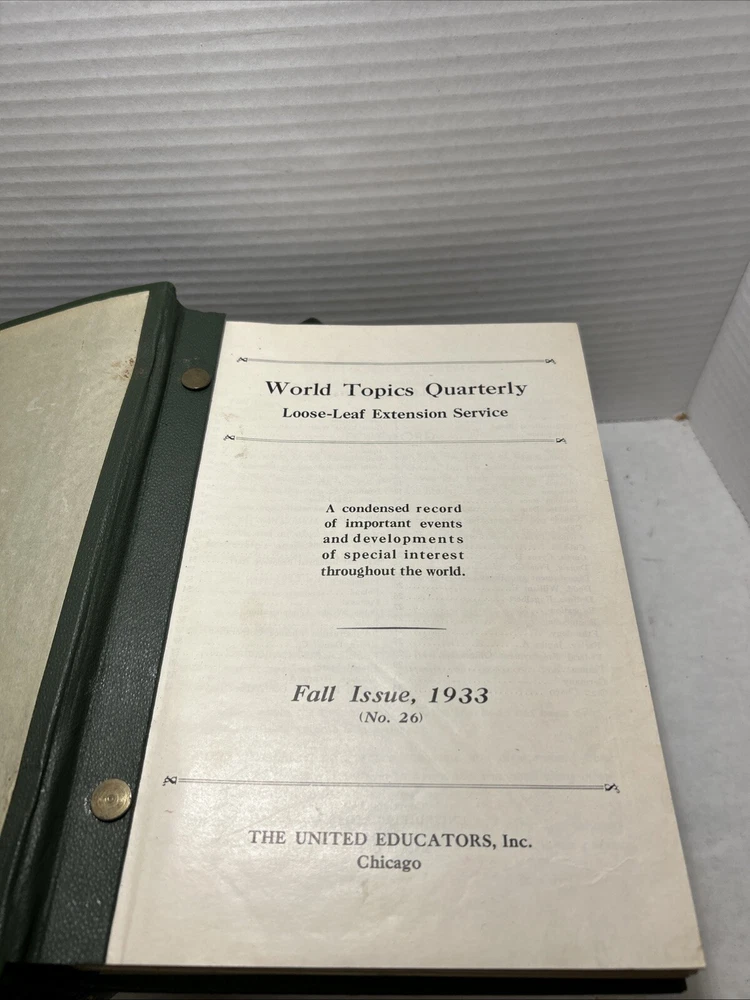 World Topics Quarterly
Loose-Leaf Extension Service
A condensed record
of important events
and developments
of special interest
throughout the world.
Fall Issue, 1933
(No. 26)
THE UNITED EDUCATORS, Inc.
Chicago